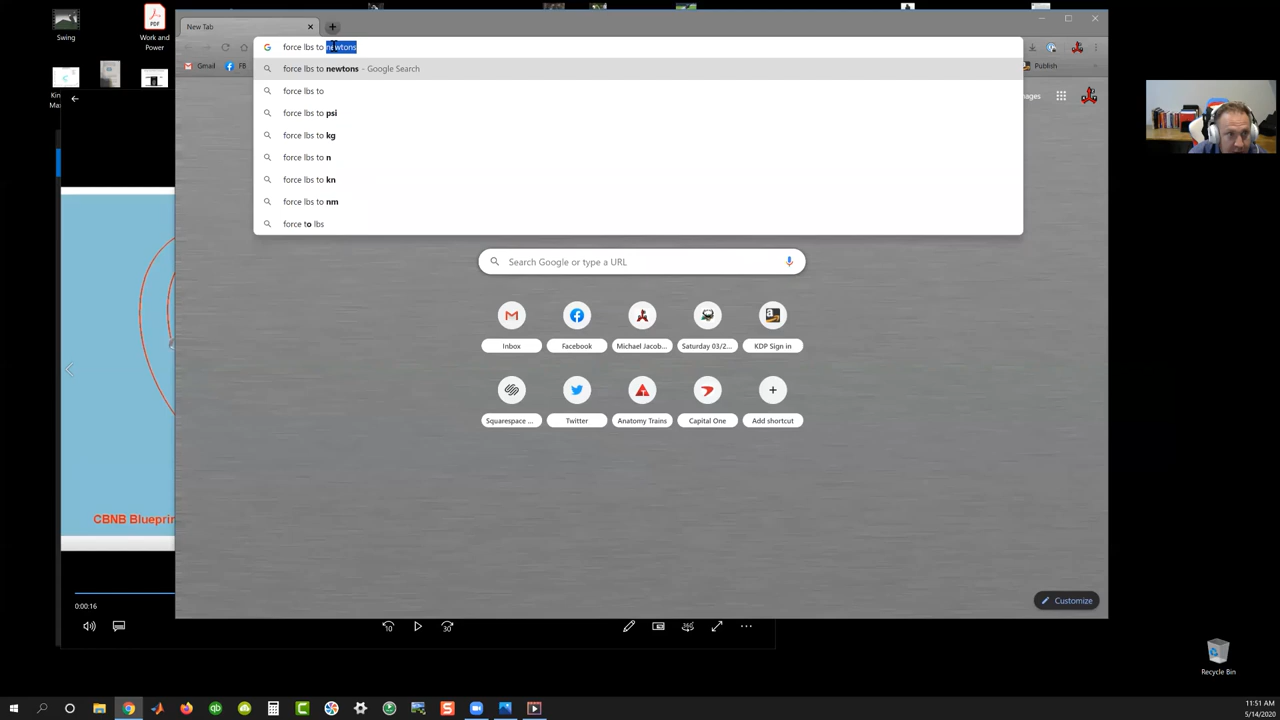 Swing
Work and
Power
New Tab
force lbs to newtons
Gmail
FB
Publish
force lbs to newtons - Google Search
force lbs to
force lbs to psi
force lbs to kg
force lbs to n
force lbs to kn
force lbs to nm
force to lbs
Search Google or type a URL
Inbox
Facebook
Michael Jacob...
Saturday 03/2...
KDP Sign in
Squarespace ...
Twitter
Anatomy Trains
Capital One
Add shortcut
CBNB Blueprin
Customize
0:00:16
10
30
Recycle Bin
11:51 AM
5/14/2020